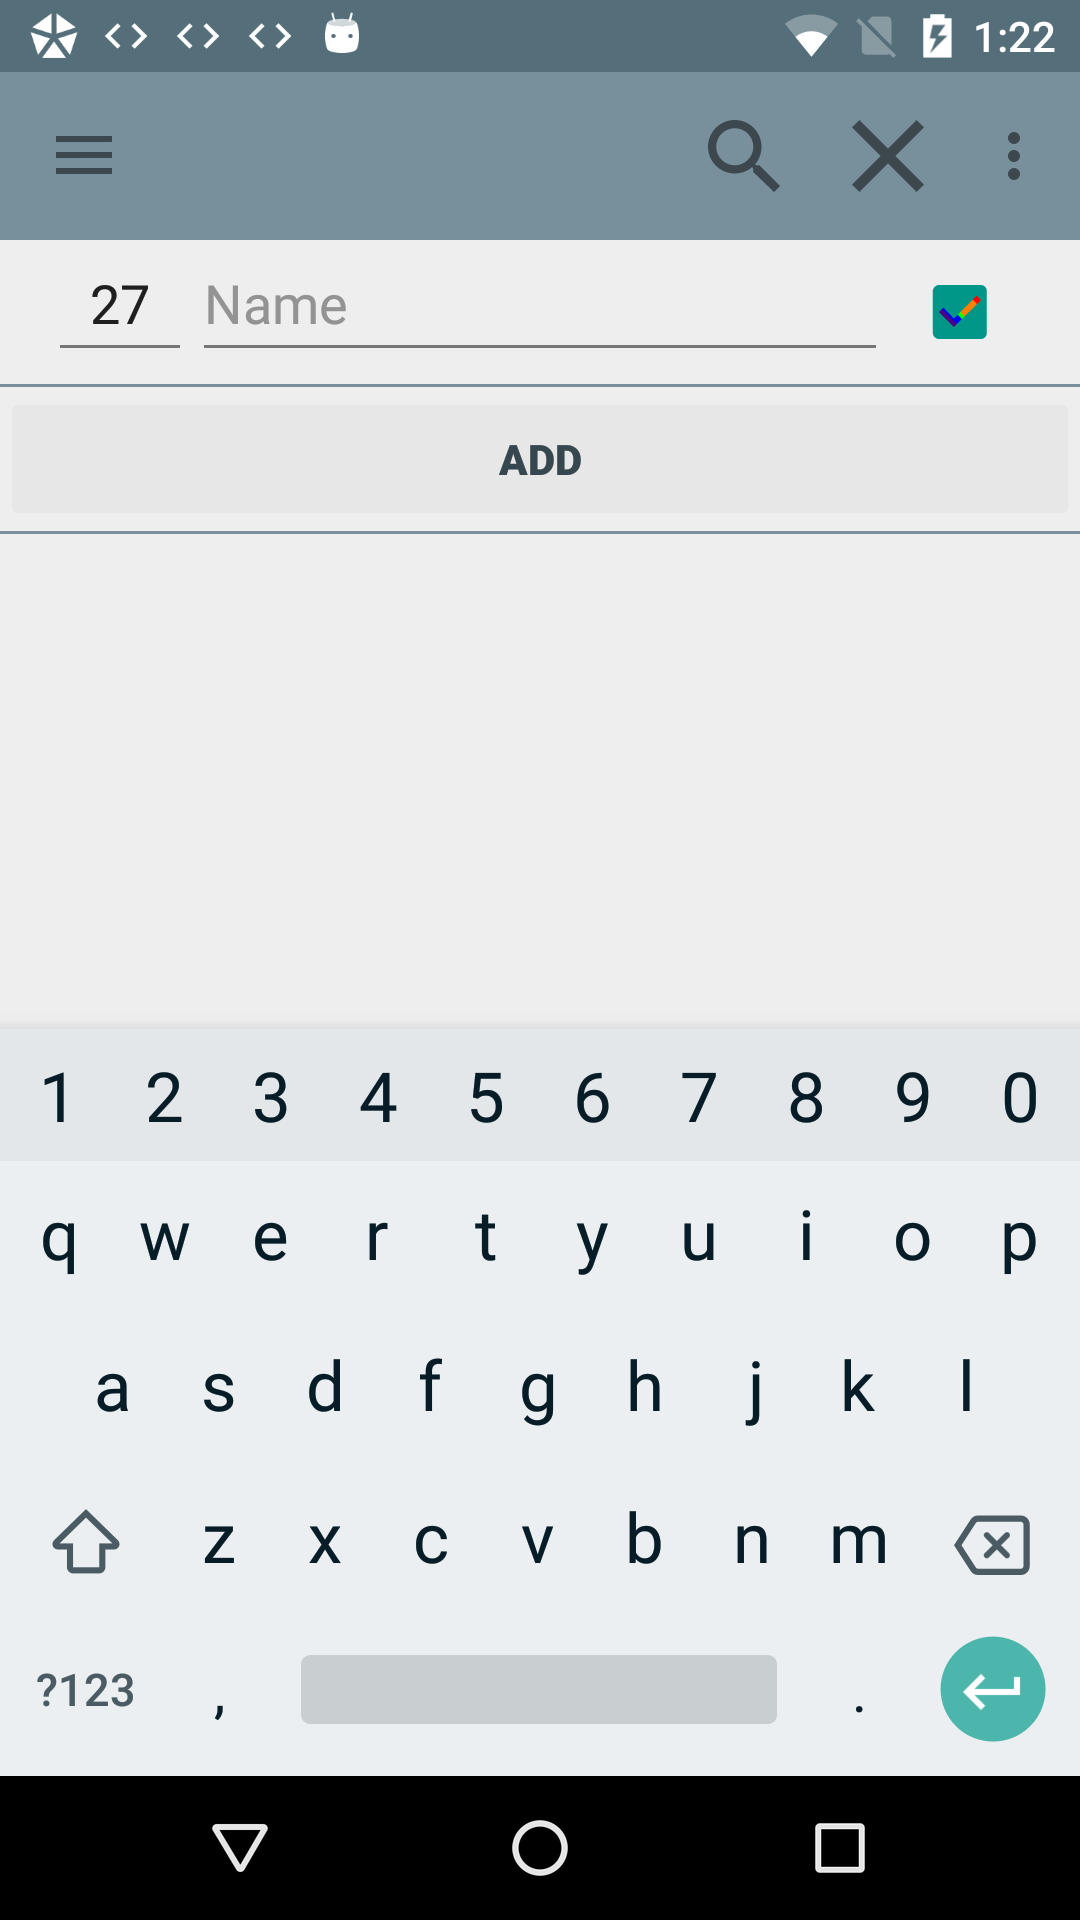 1:22
27 Name
ADD
1 2 3 4 5 6 7 8 9 0
q w e r t y u i o p
a s d f g h j k l
z x c v b n m
?123 , .